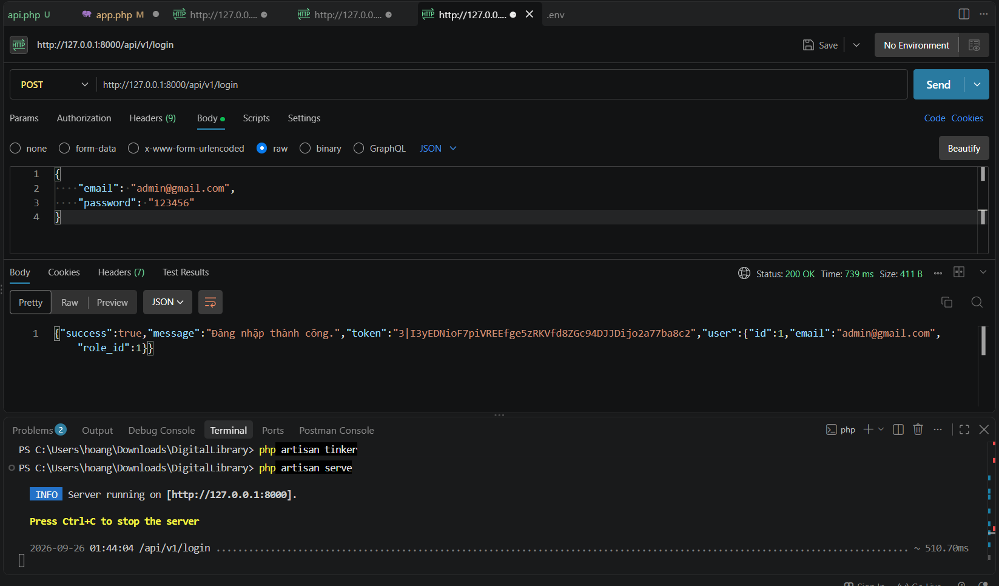 api.php U
app.php M
http://127.0.0....
http://127.0.0....
http://127.0.0....
.env
HTTP http://127.0.0.1:8000/api/v1/login
Save
No Environment
POST
http://127.0.0.1:8000/api/v1/login
Send
Params
Authorization
Headers (9)
Body
Scripts
Settings
Code
Cookies
none
form-data
x-www-form-urlencoded
raw
binary
GraphQL
JSON
Beautify
1 {
2 "email": "admin@gmail.com",
3 "password": "123456"
4 }
Body
Cookies
Headers (7)
Test Results
Status: 200 OK Time: 739 ms Size: 411 B
Pretty
Raw
Preview
JSON
1 {"success":true,"message":"Đăng nhập thành công.","token":"3|I3yEDNioF7piVREEfge5zRKVfd8ZGc94DJJDijo2a77ba8c2","user":{"id":1,"email":"admin@gmail.com",
"role_id":1}}
Problems 2
Output
Debug Console
Terminal
Ports
Postman Console
php
PS C:\Users\hoang\Downloads\DigitalLibrary> php artisan tinker
PS C:\Users\hoang\Downloads\DigitalLibrary> php artisan serve
INFO Server running on [http://127.0.0.1:8000].
Press Ctrl+C to stop the server
2026-09-26 01:44:04 /api/v1/login ~ 510.70ms